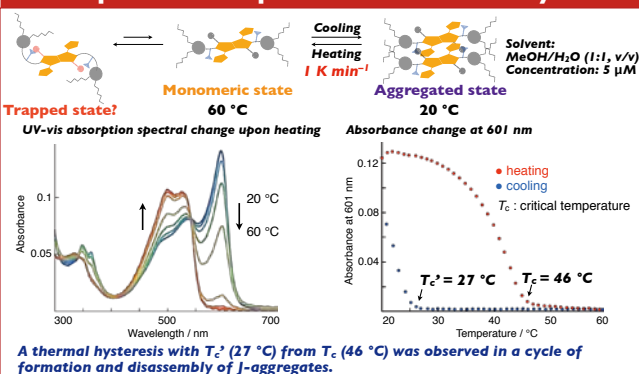 Cooling
Heating
1 K min⁻¹
Solvent:
MeOH/H₂O (1:1, v/v)
Concentration: 5 μM
Trapped state?
Monomeric state
Aggregated state
60 °C
20 °C
UV-vis absorption spectral change upon heating
Absorbance change at 601 nm
Absorbance
0.1
0.05
20 °C
60 °C
300
500
700
Wavelength / nm
Absorbance at 601 nm
0.12
0.08
0.04
heating
cooling
Tc : critical temperature
Tc' = 27 °C
Tc = 46 °C
20
30
40
50
60
Temperature / °C
A thermal hysteresis with Tc' (27 °C) from Tc (46 °C) was observed in a cycle of
formation and disassembly of J-aggregates.